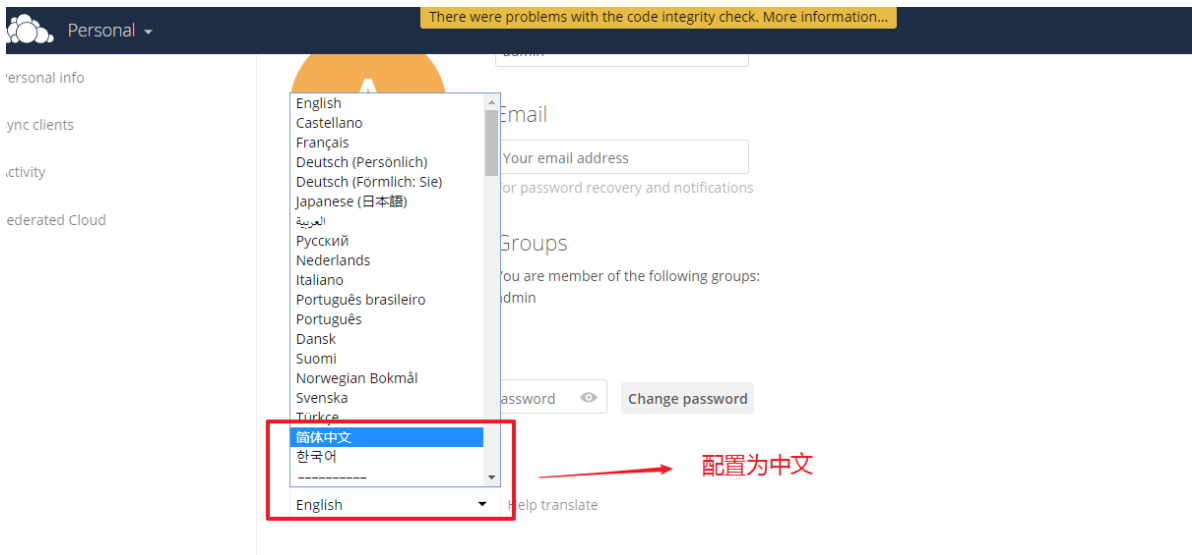 There were problems with the code integrity check. More information...
Personal
ersonal info
ync clients
ctivity
ederated Cloud
English
Castellano
Français
Deutsch (Persönlich)
Deutsch (Förmlich: Sie)
Japanese (日本語)
العربية
Русский
Nederlands
Italiano
Português brasileiro
Português
Dansk
Suomi
Norwegian Bokmål
Svenska
Türkçe
简体中文
한국어
----------
English
Email
Your email address
or password recovery and notifications
Groups
ou are member of the following groups:
dmin
assword
Change password
配置为中文
Help translate